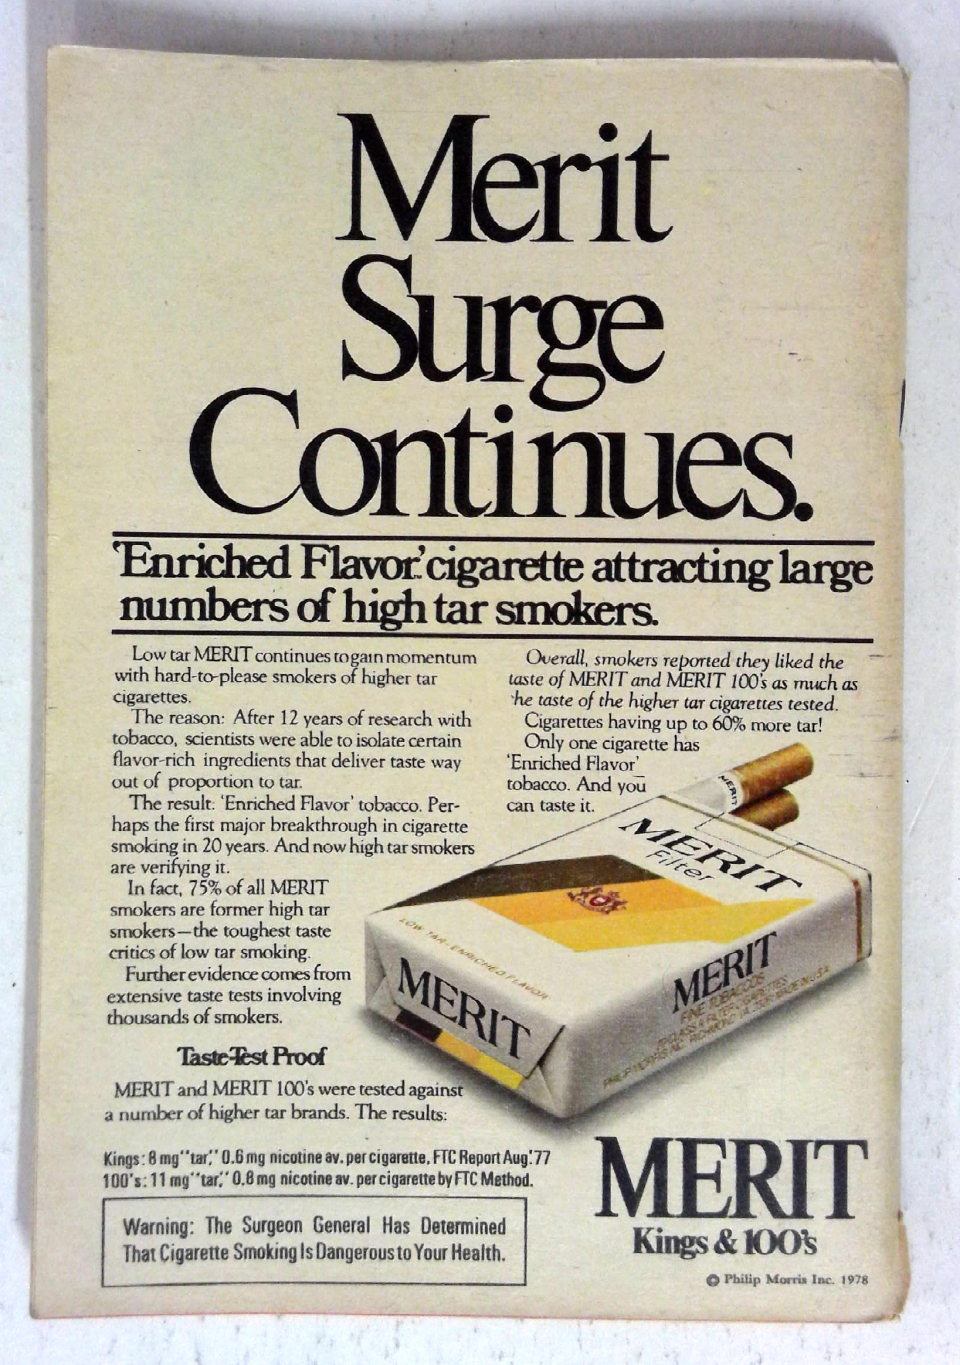 Merit
Surge
Continues.
'Enriched Flavor,' cigarette attracting large
numbers of high tar smokers.
Low tar MERIT continues to gain momentum
with hard-to-please smokers of higher tar
cigarettes.
The reason: After 12 years of research with
tobacco, scientists were able to isolate certain
flavor-rich ingredients that deliver taste way
out of proportion to tar.
The result: 'Enriched Flavor' tobacco. Per-
haps the first major breakthrough in cigarette
smoking in 20 years. And now high tar smokers
are verifying it.
In fact, 75% of all MERIT
smokers are former high tar
smokers—the toughest taste
critics of low tar smoking.
Further evidence comes from
extensive taste tests involving
thousands of smokers.
Taste-Test Proof
MERIT and MERIT 100's were tested against
a number of higher tar brands. The results:
Overall, smokers reported they liked the
taste of MERIT and MERIT 100's as much as
he taste of the higher tar cigarettes tested.
Cigarettes having up to 60% more tar!
Only one cigarette has
'Enriched Flavor'
tobacco. And you
can taste it.
MERIT
MERIT
Filter
LOW TAR-ENRICHED FLAVOR
MERIT
MERIT
FINE TOBACCOS
Kings: 8 mg "tar," 0.6 mg nicotine av. per cigarette, FTC Report Aug.'77
100's: 11 mg "tar," 0.8 mg nicotine av. per cigarette by FTC Method.
Warning: The Surgeon General Has Determined
That Cigarette Smoking Is Dangerous to Your Health.
MERIT
Kings & 100's
© Philip Morris Inc. 1978